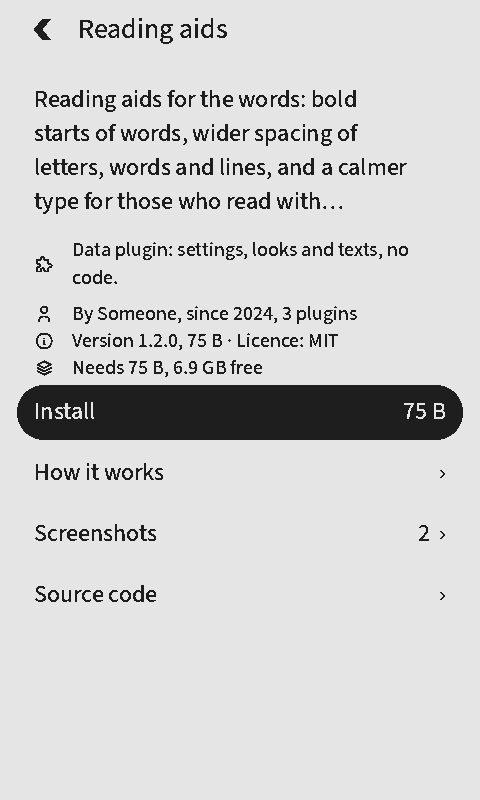 Reading aids
Reading aids for the words: bold
starts of words, wider spacing of
letters, words and lines, and a calmer
type for those who read with…
Data plugin: settings, looks and texts, no
code.
By Someone, since 2024, 3 plugins
Version 1.2.0, 75 B · Licence: MIT
Needs 75 B, 6.9 GB free
Install 75 B
How it works ›
Screenshots 2 ›
Source code ›